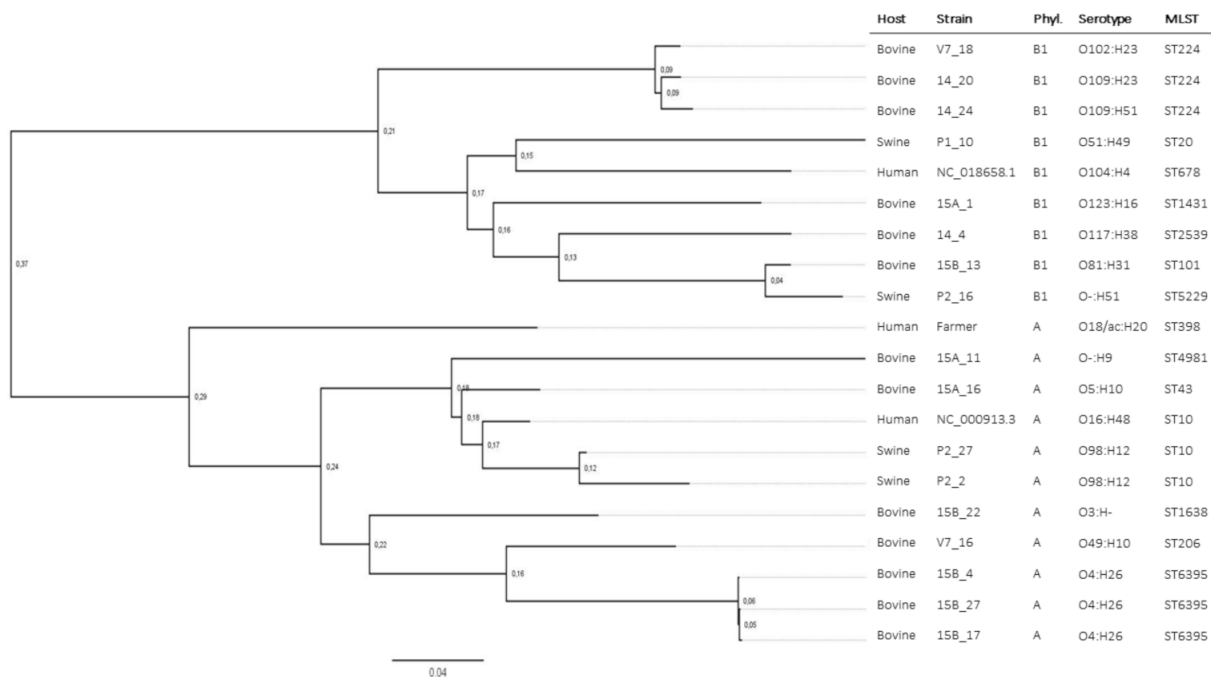 Host Strain Phyl. Serotype MLST
Bovine V7_18 B1 O102:H23 ST224
0,09
Bovine 14_20 B1 O109:H23 ST224
0,09
Bovine 14_24 B1 O109:H51 ST224
0,21
Swine P1_10 B1 O51:H49 ST20
0,15
Human NC_018658.1 B1 O104:H4 ST678
0,17
Bovine 15A_1 B1 O123:H16 ST1431
0,16
Bovine 14_4 B1 O117:H38 ST2539
0,13
Bovine 15B_13 B1 O81:H31 ST101
0,37
0,04
Swine P2_16 B1 O-:H51 ST5229
Human Farmer A O18/ac:H20 ST398
Bovine 15A_11 A O-:H9 ST4981
0,18
Bovine 15A_16 A O5:H10 ST43
0,29
0,18
Human NC_000913.3 A O16:H48 ST10
0,17
Swine P2_27 A O98:H12 ST10
0,24
0,12
Swine P2_2 A O98:H12 ST10
Bovine 15B_22 A O3:H- ST1638
0,22
Bovine V7_16 A O49:H10 ST206
0,16
Bovine 15B_4 A O4:H26 ST6395
0,06
Bovine 15B_27 A O4:H26 ST6395
0,05
Bovine 15B_17 A O4:H26 ST6395
0.04